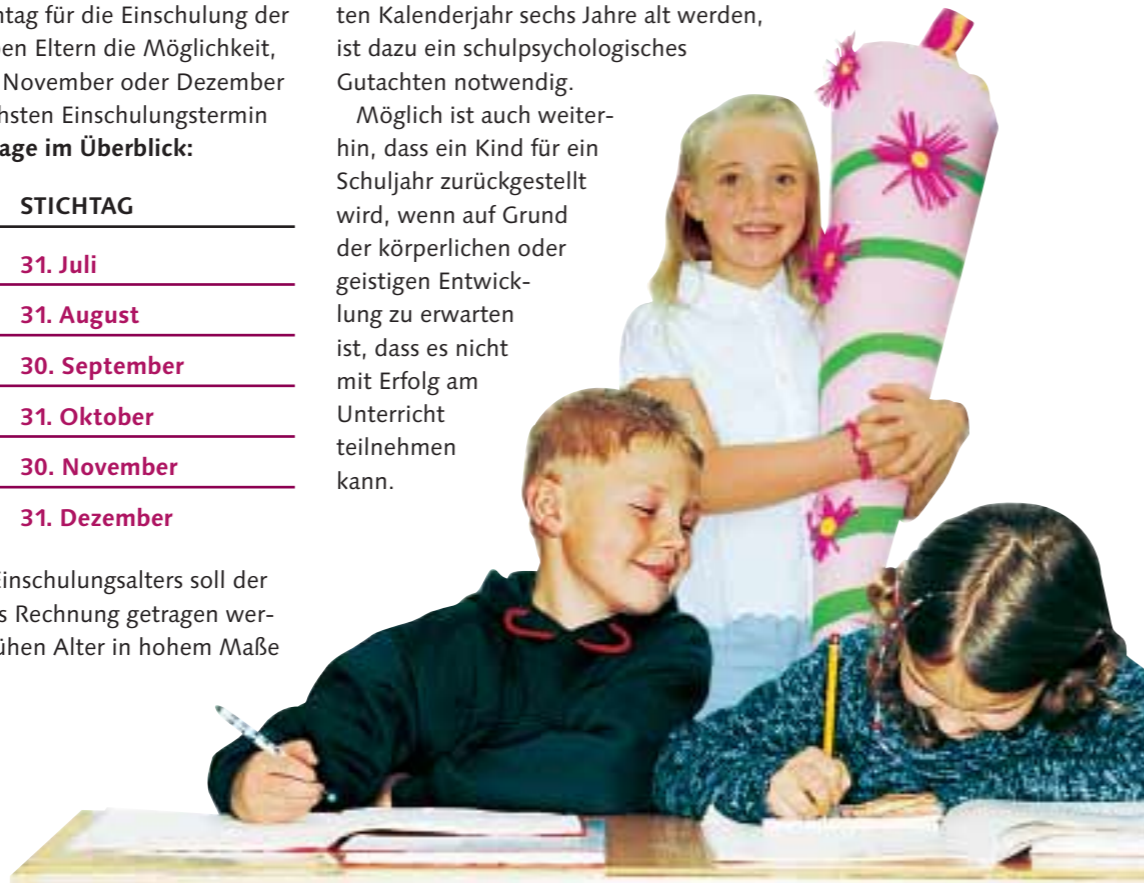 ntag für die Einschulung der
ben Eltern die Möglichkeit,
November oder Dezember
chsten Einschulungstermin
age im Überblick:
STICHTAG
31. Juli
31. August
30. September
31. Oktober
30. November
31. Dezember
Einschulungsalters soll der
s Rechnung getragen wer-
ühen Alter in hohem Maße
ten Kalenderjahr sechs Jahre alt werden,
ist dazu ein schulpsychologisches
Gutachten notwendig.
Möglich ist auch weiter-
hin, dass ein Kind für ein
Schuljahr zurückgestellt
wird, wenn auf Grund
der körperlichen oder
geistigen Entwick-
lung zu erwarten
ist, dass es nicht
mit Erfolg am
Unterricht
teilnehmen
kann.